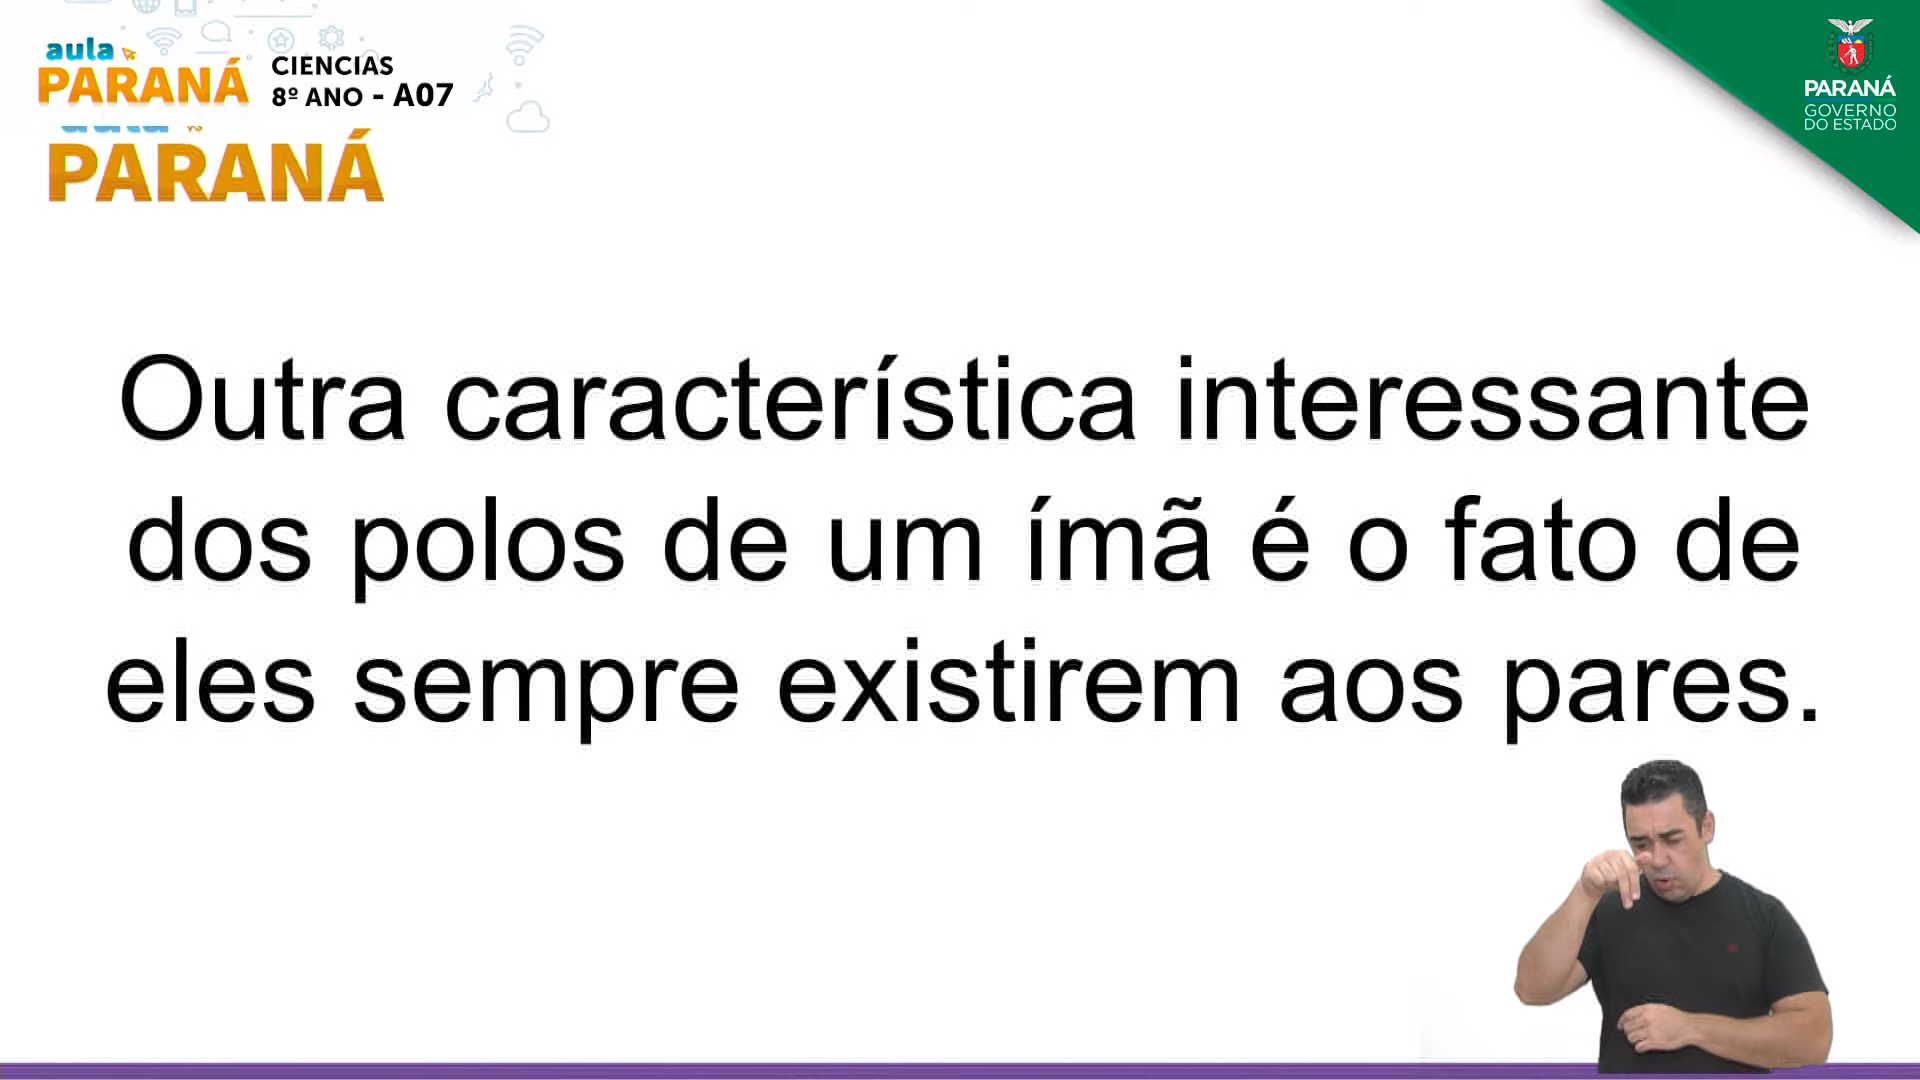 aula
PARANÁ
CIENCIAS
8º ANO - A07
PARANÁ
PARANÁ
GOVERNO
DO ESTADO
Outra característica interessante
dos polos de um ímã é o fato de
eles sempre existirem aos pares.